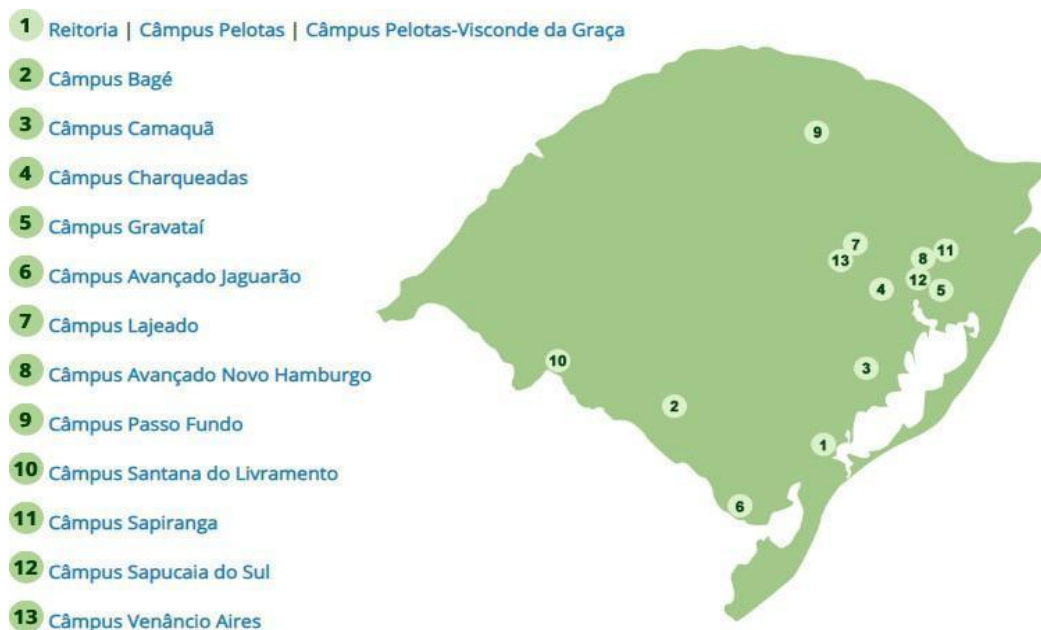 1 Reitoria | Câmpus Pelotas | Câmpus Pelotas-Visconde da Graça
2 Câmpus Bagé
3 Câmpus Camaquã
4 Câmpus Charqueadas
5 Câmpus Gravataí
6 Câmpus Avançado Jaguarão
7 Câmpus Lajeado
8 Câmpus Avançado Novo Hamburgo
9 Câmpus Passo Fundo
10 Câmpus Santana do Livramento
11 Câmpus Sapiranga
12 Câmpus Sapucaia do Sul
13 Câmpus Venâncio Aires
9
7
11
8
13
12
4
5
10
3
2
1
6